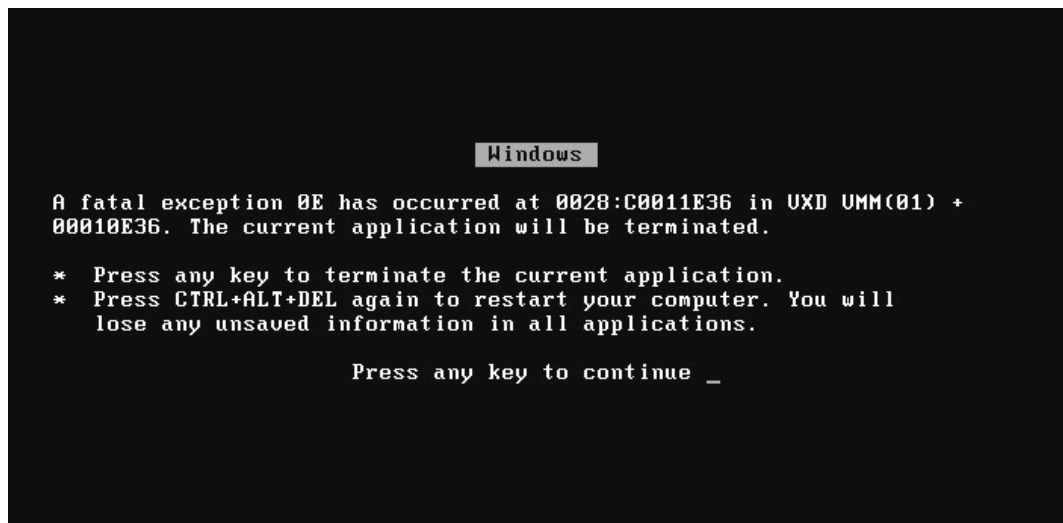 Windows
A fatal exception 0E has occurred at 0028:C0011E36 in VXD VMM(01) +
00010E36. The current application will be terminated.
* Press any key to terminate the current application.
* Press CTRL+ALT+DEL again to restart your computer. You will
lose any unsaved information in all applications.
Press any key to continue _